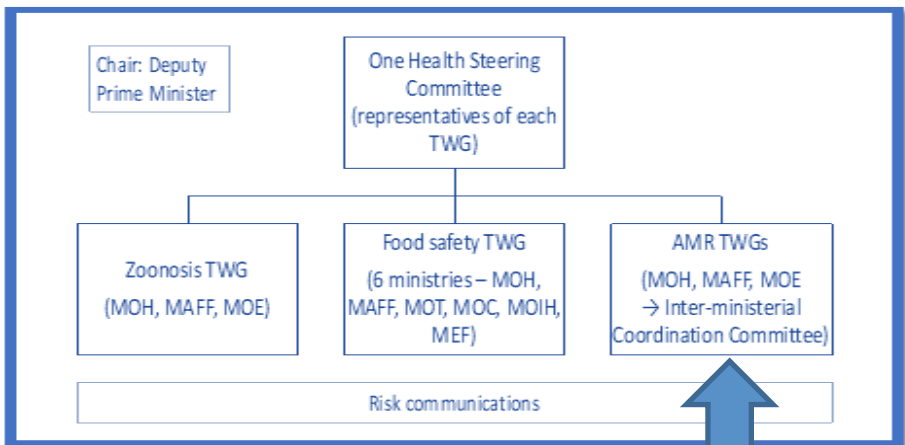 Chair: Deputy
Prime Minister
One Health Steering
Committee
(representatives of each
TWG)
Zoonosis TWG
(MOH, MAFF, MOE)
Food safety TWG
(6 ministries – MOH,
MAFF, MOT, MOC, MOIH,
MEF)
AMR TWGs
(MOH, MAFF, MOE
→ Inter-ministerial
Coordination Committee)
Risk communications